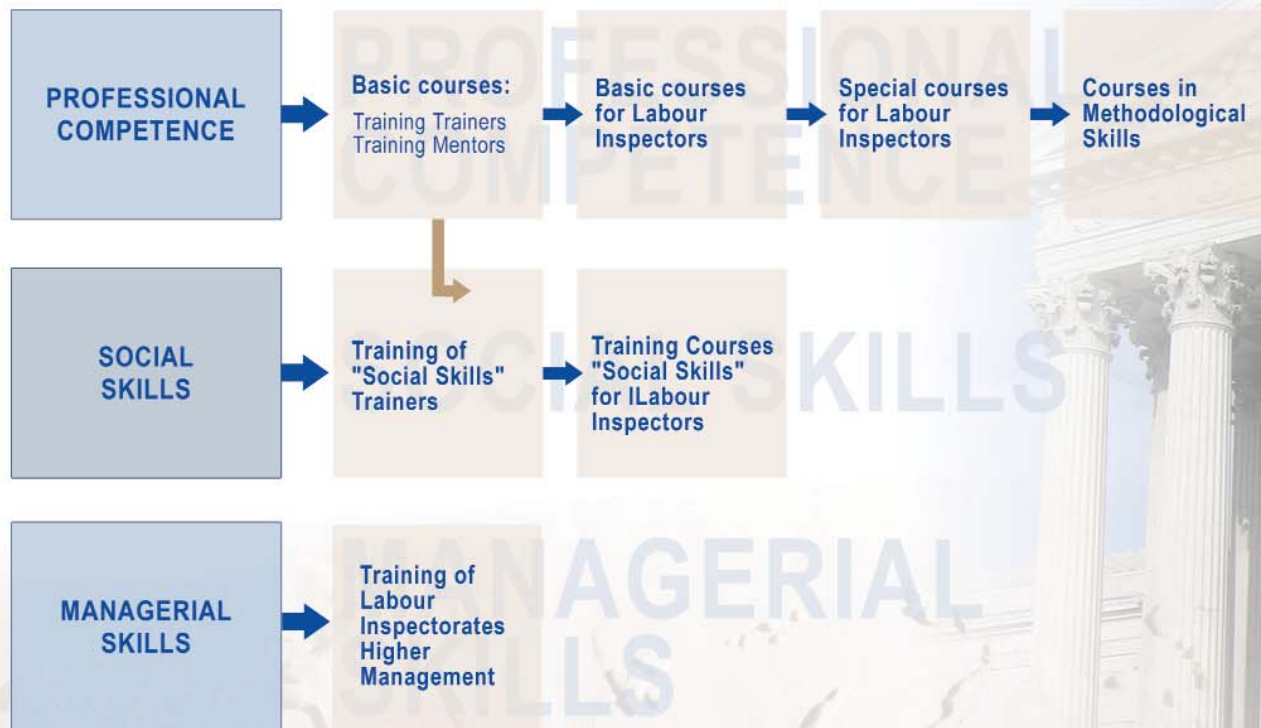 PROFESSIONAL
COMPETENCE
PROFESSIONAL
COMPETENCE
Basic courses:
Training Trainers
Training Mentors
Basic courses
for Labour
Inspectors
Special courses
for Labour
Inspectors
Courses in
Methodological
Skills
SOCIAL
SKILLS
SOCIAL SKILLS
Training of
"Social Skills"
Trainers
Training Courses
"Social Skills"
for ILabour
Inspectors
MANAGERIAL
SKILLS
MANAGERIAL
SKILLS
Training of
Labour
Inspectorates
Higher
Management